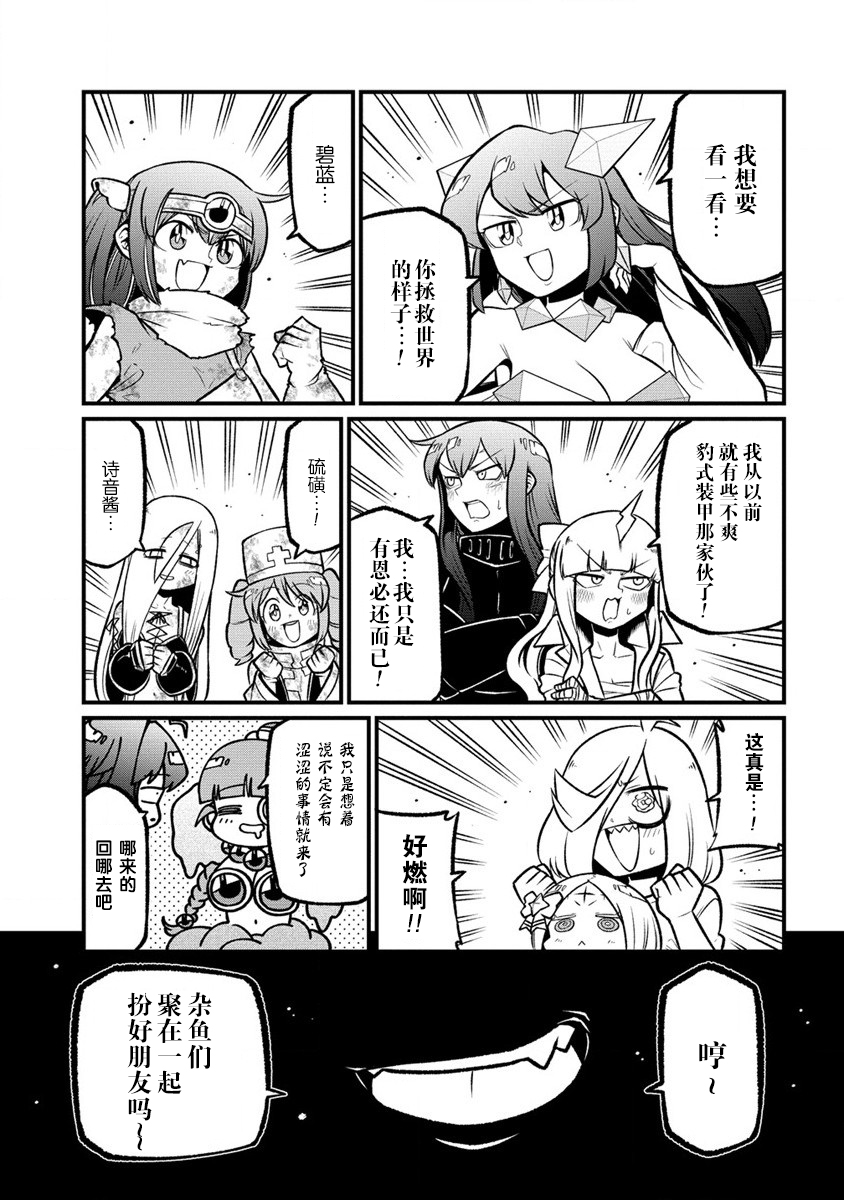 我想要
看一看…
你拯救世界
的样子…!
碧蓝…
我从以前
就有些不爽
豹式装甲那家伙了!
我…我只是
有恩必还而已!
硫磺…!
诗音酱…
这真是…!
好燃啊!!
我只是想着
说不定会有
涩涩的事情就来了
哪来的
回哪去吧
哼~
杂鱼们
聚在一起
扮好朋友吗~